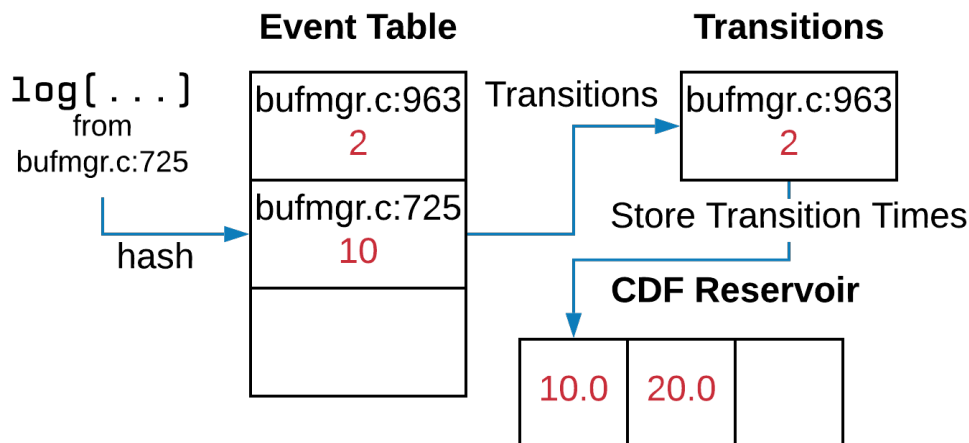 Event Table
Transitions
log(...)
from
bufmgr.c:725
hash
bufmgr.c:963
2
bufmgr.c:725
10
Transitions
bufmgr.c:963
2
Store Transition Times
CDF Reservoir
10.0
20.0